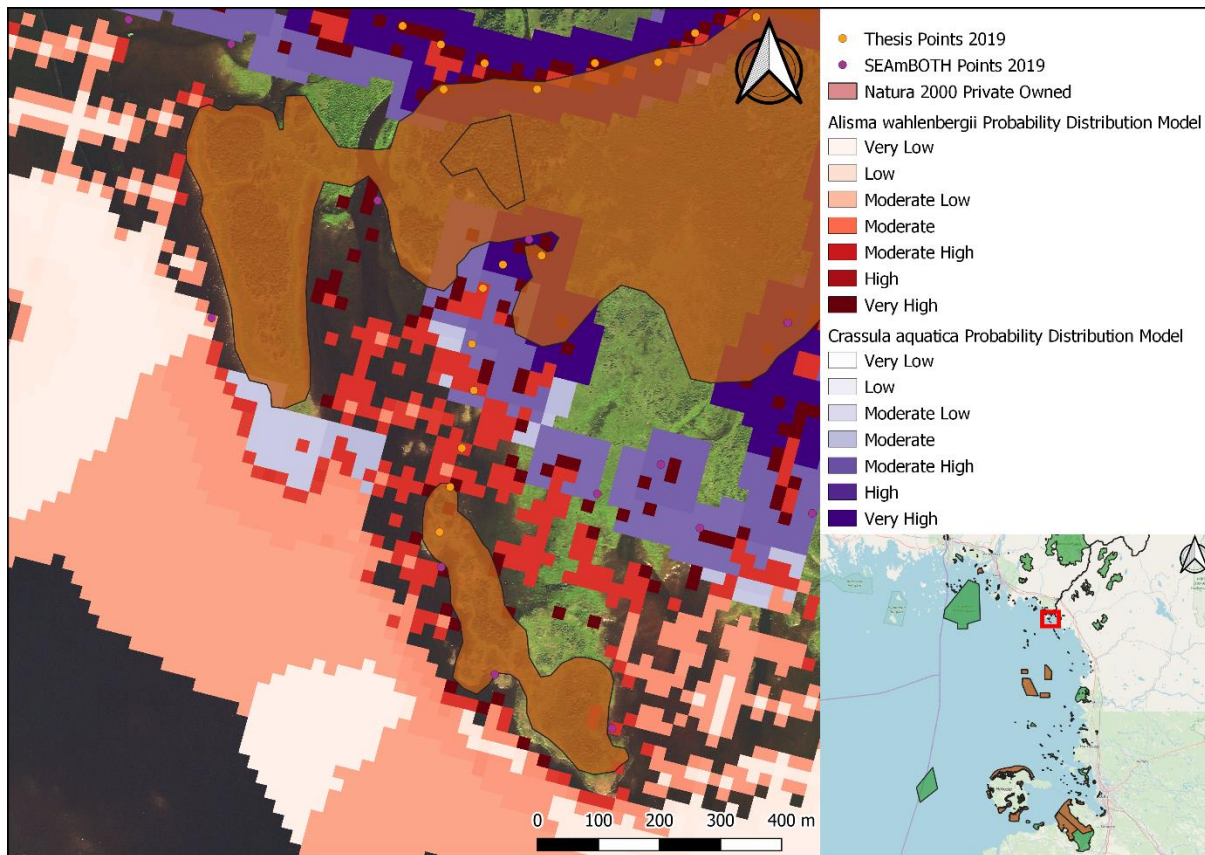 Thesis Points 2019
SEAmBOTH Points 2019
Natura 2000 Private Owned
Alisma wahlenbergii Probability Distribution Model
Very Low
Low
Moderate Low
Moderate
Moderate High
High
Very High
Crassula aquatica Probability Distribution Model
Very Low
Low
Moderate Low
Moderate
Moderate High
High
Very High
0 100 200 300 400 m